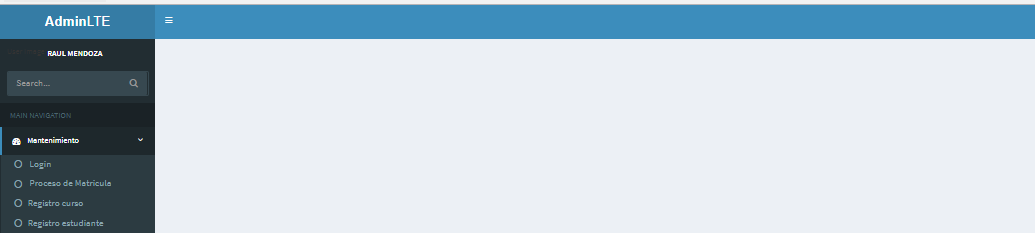 AdminLTE
RAUL MENDOZA
Search...
MAIN NAVIGATION
Mantenimiento
Login
Proceso de Matricula
Registro curso
Registro estudiante